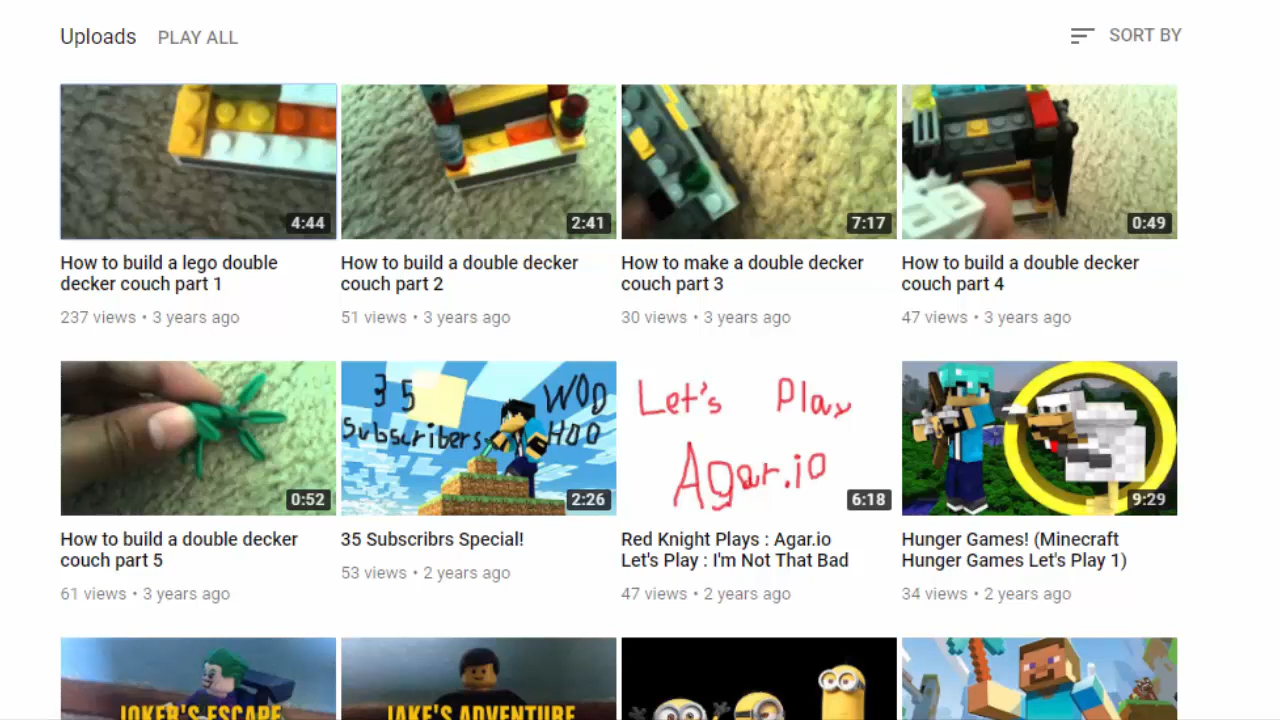 Uploads PLAY ALL SORT BY
4:44 2:41 7:17 0:49
How to build a lego double
decker couch part 1
237 views • 3 years ago
How to build a double decker
couch part 2
51 views • 3 years ago
How to make a double decker
couch part 3
30 views • 3 years ago
How to build a double decker
couch part 4
47 views • 3 years ago
0:52
35
Subscribers
WOO
HOO
2:26
Let's Play
Agar.io
6:18
9:29
How to build a double decker
couch part 5
61 views • 3 years ago
35 Subscribrs Special!
53 views • 2 years ago
Red Knight Plays : Agar.io
Let's Play : I'm Not That Bad
47 views • 2 years ago
Hunger Games! (Minecraft
Hunger Games Let's Play 1)
34 views • 2 years ago
JOKER'S ESCAPE
JAKE'S ADVENTURE